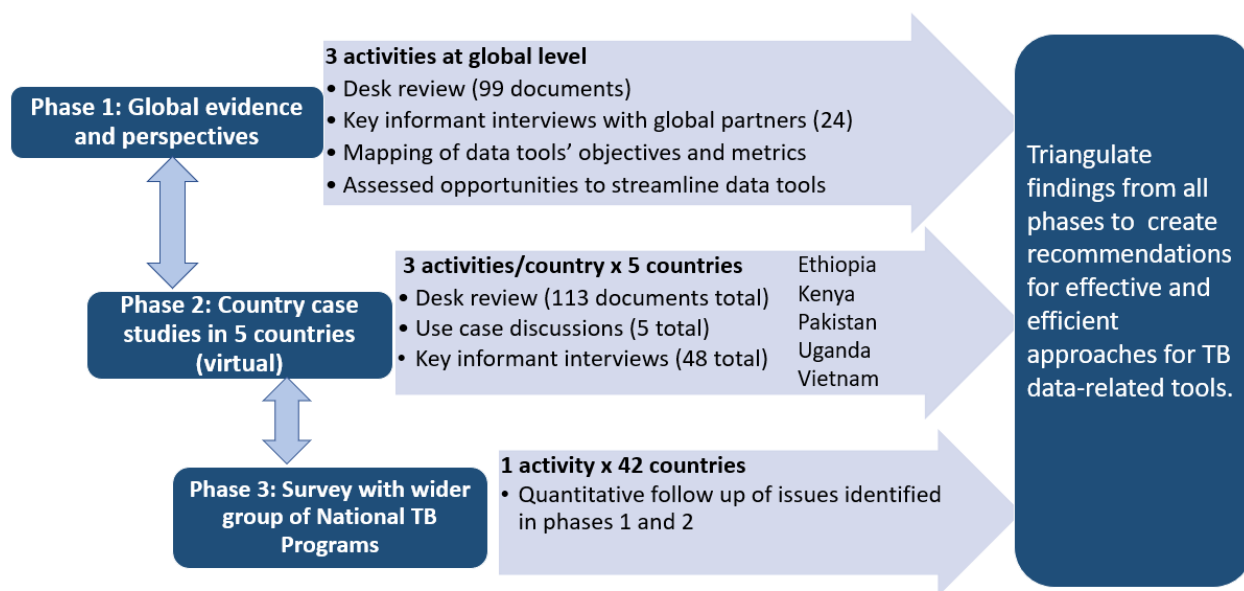 Phase 1: Global evidence
and perspectives
3 activities at global level
• Desk review (99 documents)
• Key informant interviews with global partners (24)
• Mapping of data tools’ objectives and metrics
• Assessed opportunities to streamline data tools
Phase 2: Country case
studies in 5 countries
(virtual)
3 activities/country x 5 countries
• Desk review (113 documents total)
• Use case discussions (5 total)
• Key informant interviews (48 total)
Ethiopia
Kenya
Pakistan
Uganda
Vietnam
Phase 3: Survey with wider
group of National TB
Programs
1 activity x 42 countries
• Quantitative follow up of issues identified
in phases 1 and 2
Triangulate
findings from all
phases to create
recommendations
for effective and
efficient
approaches for TB
data-related tools.